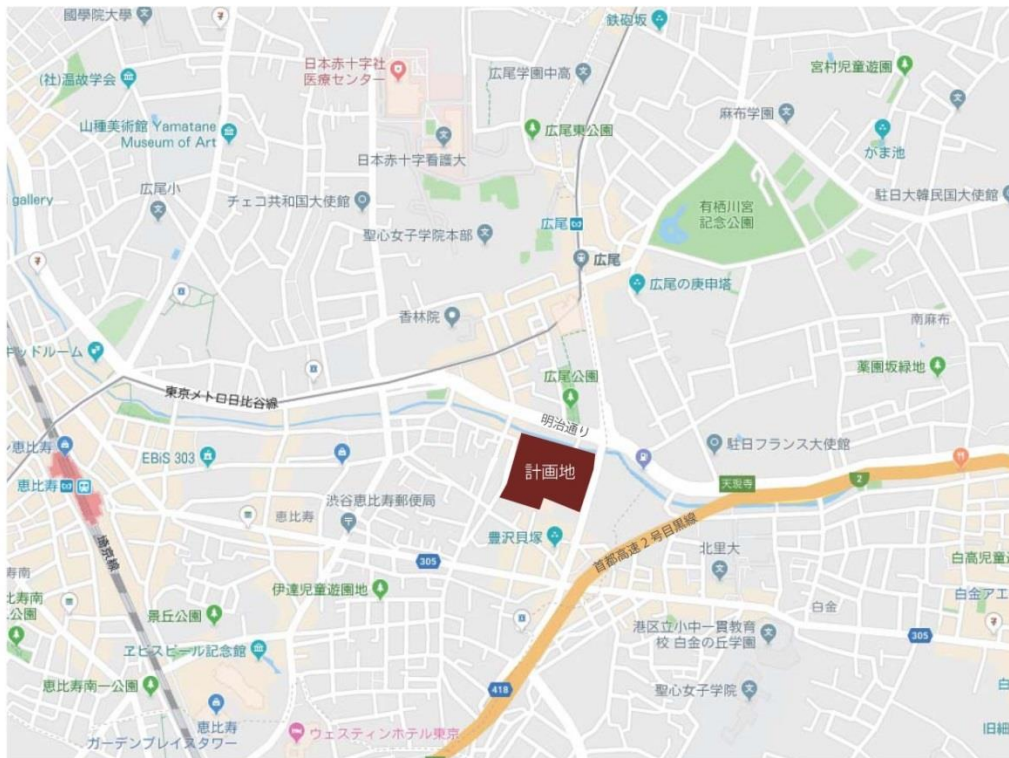 國學院大學
鉄砲坂
(社)温故学会
日本赤十字社
医療センター
広尾学園中高
宮村児童遊園
山種美術館 Yamatane
Museum of Art
広尾東公園
麻布学園
がま池
日本赤十字看護大
広尾小
gallery
チェコ共和国大使館
有栖川宮
記念公園
駐日大韓民国大使館
聖心女子学院本部
広尾
広尾
広尾の庚申塔
香林院
南麻布
キッドルーム
東京メトロ日比谷線
広尾公園
薬園坂緑地
明治通り
恵比寿
EBiS 303
計画地
駐日フランス大使館
天現寺
2
恵比寿
渋谷恵比寿郵便局
恵比寿
埼京線
305
豊沢貝塚
首都高速2号目黒線
北里大
白高児童遊
寿南
比寿南
公園
伊達児童遊園地
景丘公園
白金
白金アエ
港区立小中一貫教育
校 白金の丘学園
305
ヱビスビール記念館
恵比寿南一公園
418
聖心女子学院
恵比寿
ガーデンプレイスタワー
ウェスティンホテル東京
旧細